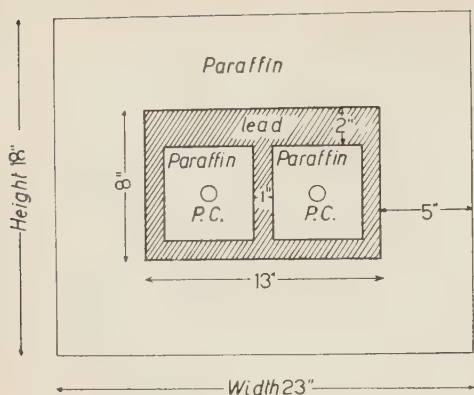 Paraffin
Height 18"
lead
2"
8"
Paraffin
Paraffin
1"
P.C.
P.C.
5"
13"
Width 23"